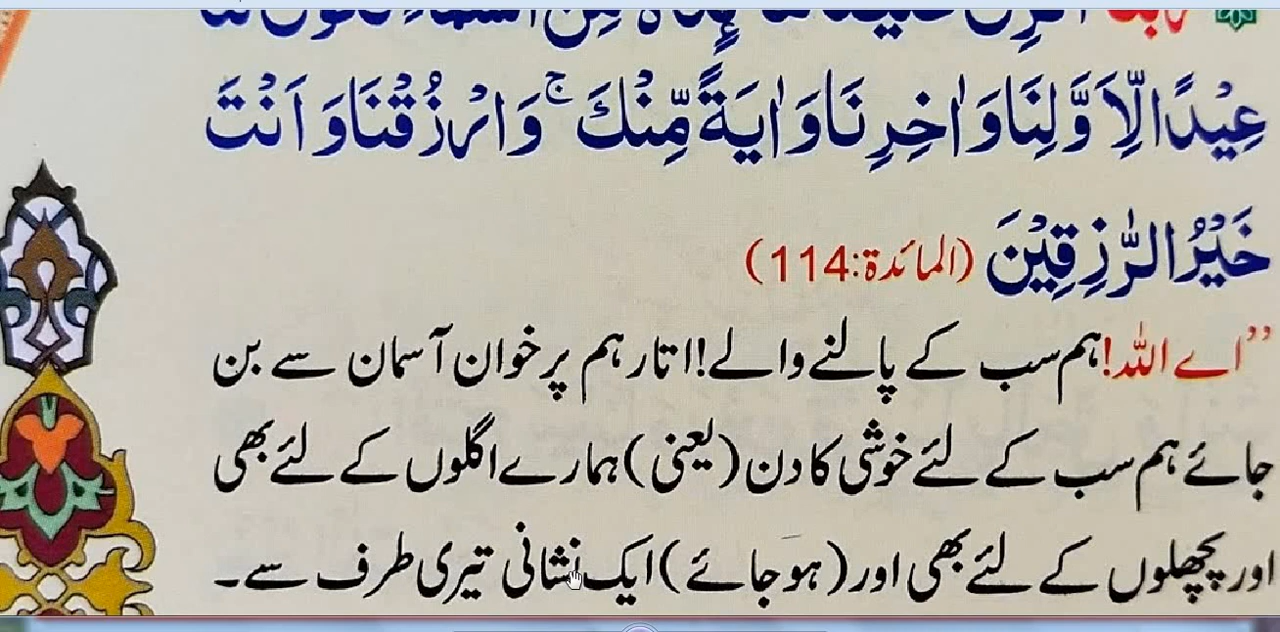 عِيْدًا لِّاَوَّلِنَا وَاٰخِرِنَا وَاٰيَةً مِّنْكَ ۚ وَارْزُقْنَا وَاَنْتَ
خَيْرُ الرّٰزِقِيْنَ (المائدة:114)
”اے اللہ! ہم سب کے پالنے والے! اتار ہم پر خوان آسمان سے بن
جائے ہم سب کے لئے خوشی کا دن (یعنی) ہمارے اگلوں کے لئے بھی
اور پچھلوں کے لئے بھی اور (ہو جائے) ایک نشانی تیری طرف سے۔